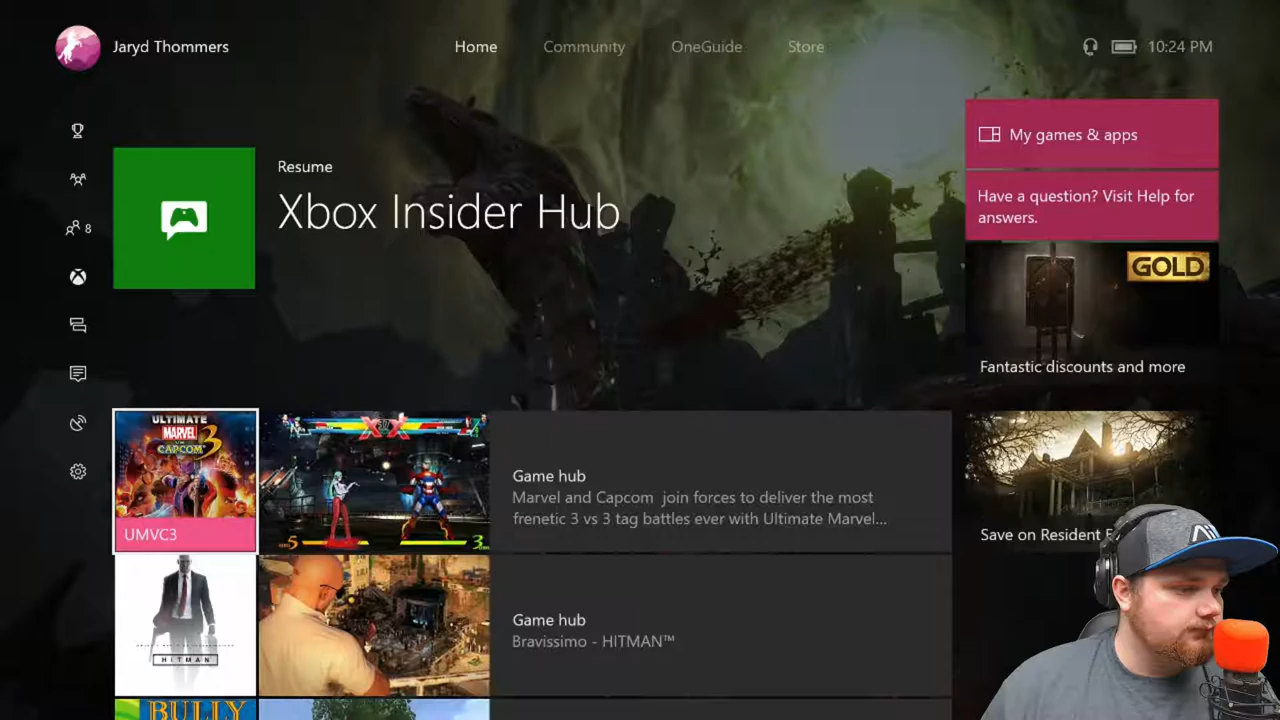 Jaryd Thommers
Home
Community
OneGuide
Store
10:24 PM
My games & apps
Resume
Xbox Insider Hub
Have a question? Visit Help for
answers.
8
GOLD
Fantastic discounts and more
ULTIMATE
MARVEL
VS
CAPCOM
3
UMVC3
5
3
Game hub
Marvel and Capcom join forces to deliver the most
frenetic 3 vs 3 tag battles ever with Ultimate Marvel...
Save on Resident
HITMAN
Game hub
Bravissimo - HITMAN™
BULLY